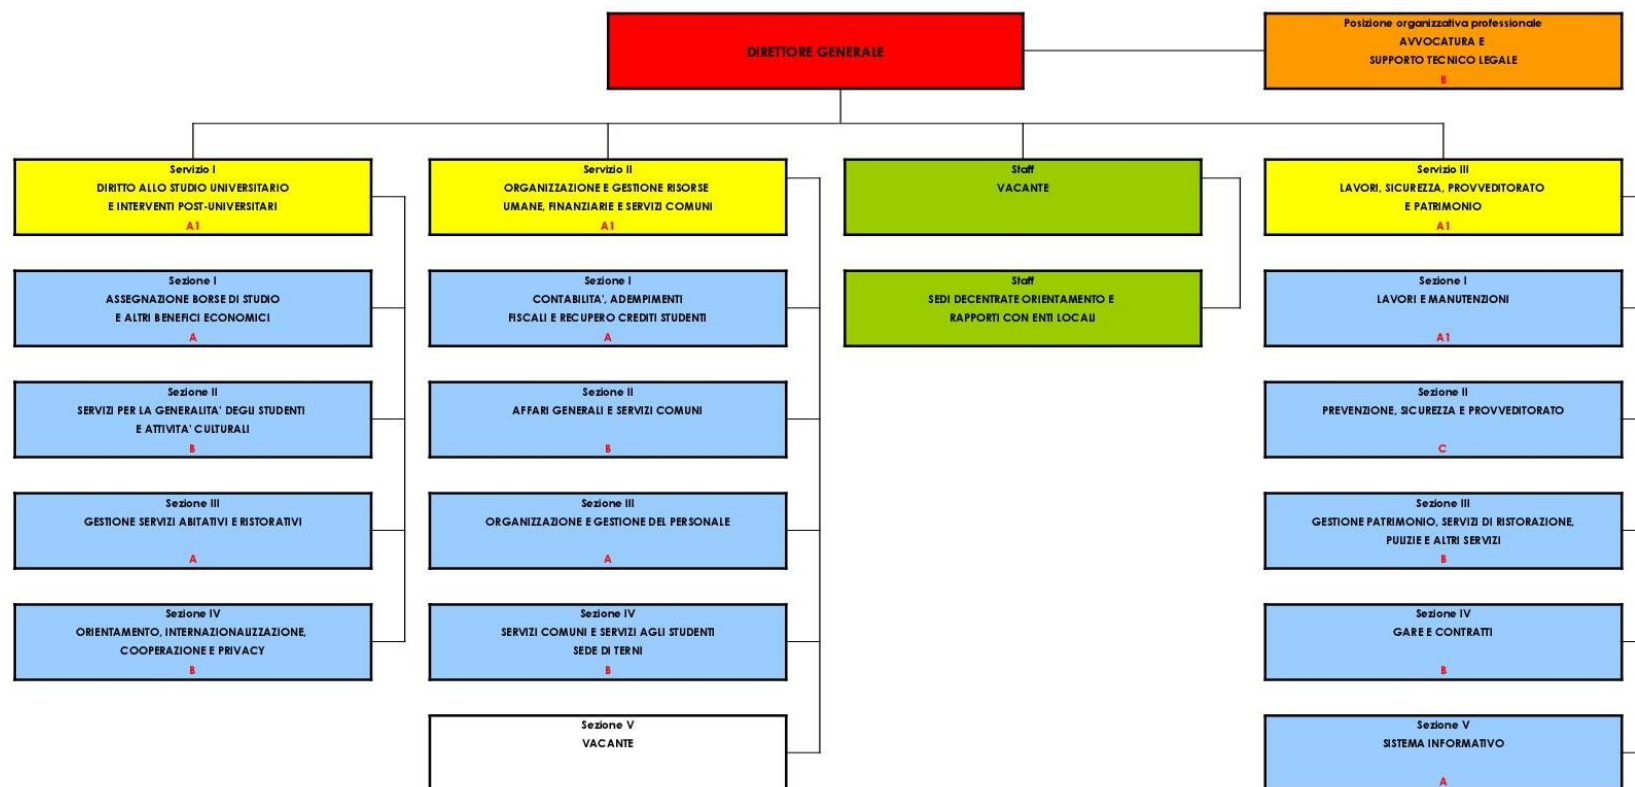 DIRETTORE GENERALE
Posizione organizzativa professionale
AVVOCATURA E
SUPPORTO TECNICO LEGALE
B
Servizio I
DIRITTO ALLO STUDIO UNIVERSITARIO
E INTERVENTI POST-UNIVERSITARI
A1
Sezione I
ASSEGNAZIONE BORSE DI STUDIO
E ALTRI BENEFICI ECONOMICI
A
Sezione II
SERVIZI PER LA GENERALITA' DEGLI STUDENTI
E ATTIVITA' CULTURALI
B
Sezione III
GESTIONE SERVIZI ABITATIVI E RISTORATIVI
A
Sezione IV
ORIENTAMENTO, INTERNAZIONALIZZAZIONE,
COOPERAZIONE E PRIVACY
B
Servizio II
ORGANIZZAZIONE E GESTIONE RISORSE
UMANE, FINANZIARIE E SERVIZI COMUNI
A1
Sezione I
CONTABILITA', ADEMPIMENTI
FISCALI E RECUPERO CREDITI STUDENTI
A
Sezione II
AFFARI GENERALI E SERVIZI COMUNI
B
Sezione III
ORGANIZZAZIONE E GESTIONE DEL PERSONALE
A
Sezione IV
SERVIZI COMUNI E SERVIZI AGLI STUDENTI
SEDE DI TERNI
B
Sezione V
VACANTE
Staff
VACANTE
Staff
SEDI DECENTRATE ORIENTAMENTO E
RAPPORTI CON ENTI LOCALI
Servizio III
LAVORI, SICUREZZA, PROVVEDITORATO
E PATRIMONIO
A1
Sezione I
LAVORI E MANUTENZIONI
A1
Sezione II
PREVENZIONE, SICUREZZA E PROVVEDITORATO
C
Sezione III
GESTIONE PATRIMONIO, SERVIZI DI RISTORAZIONE,
PULIZIE E ALTRI SERVIZI
B
Sezione IV
GARE E CONTRATTI
B
Sezione V
SISTEMA INFORMATIVO
A